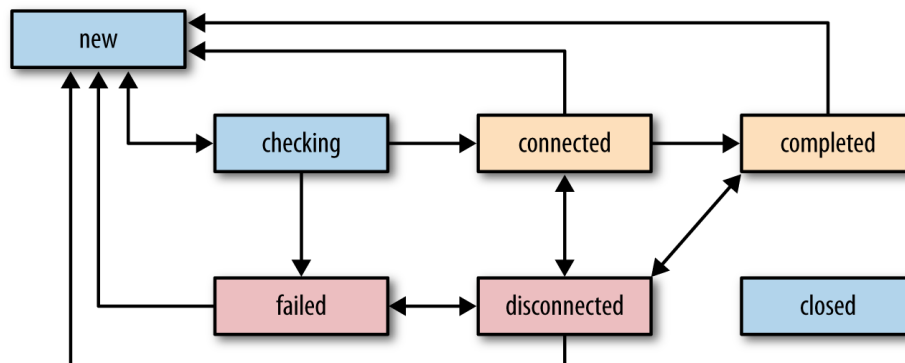 new
checking
connected
completed
failed
disconnected
closed